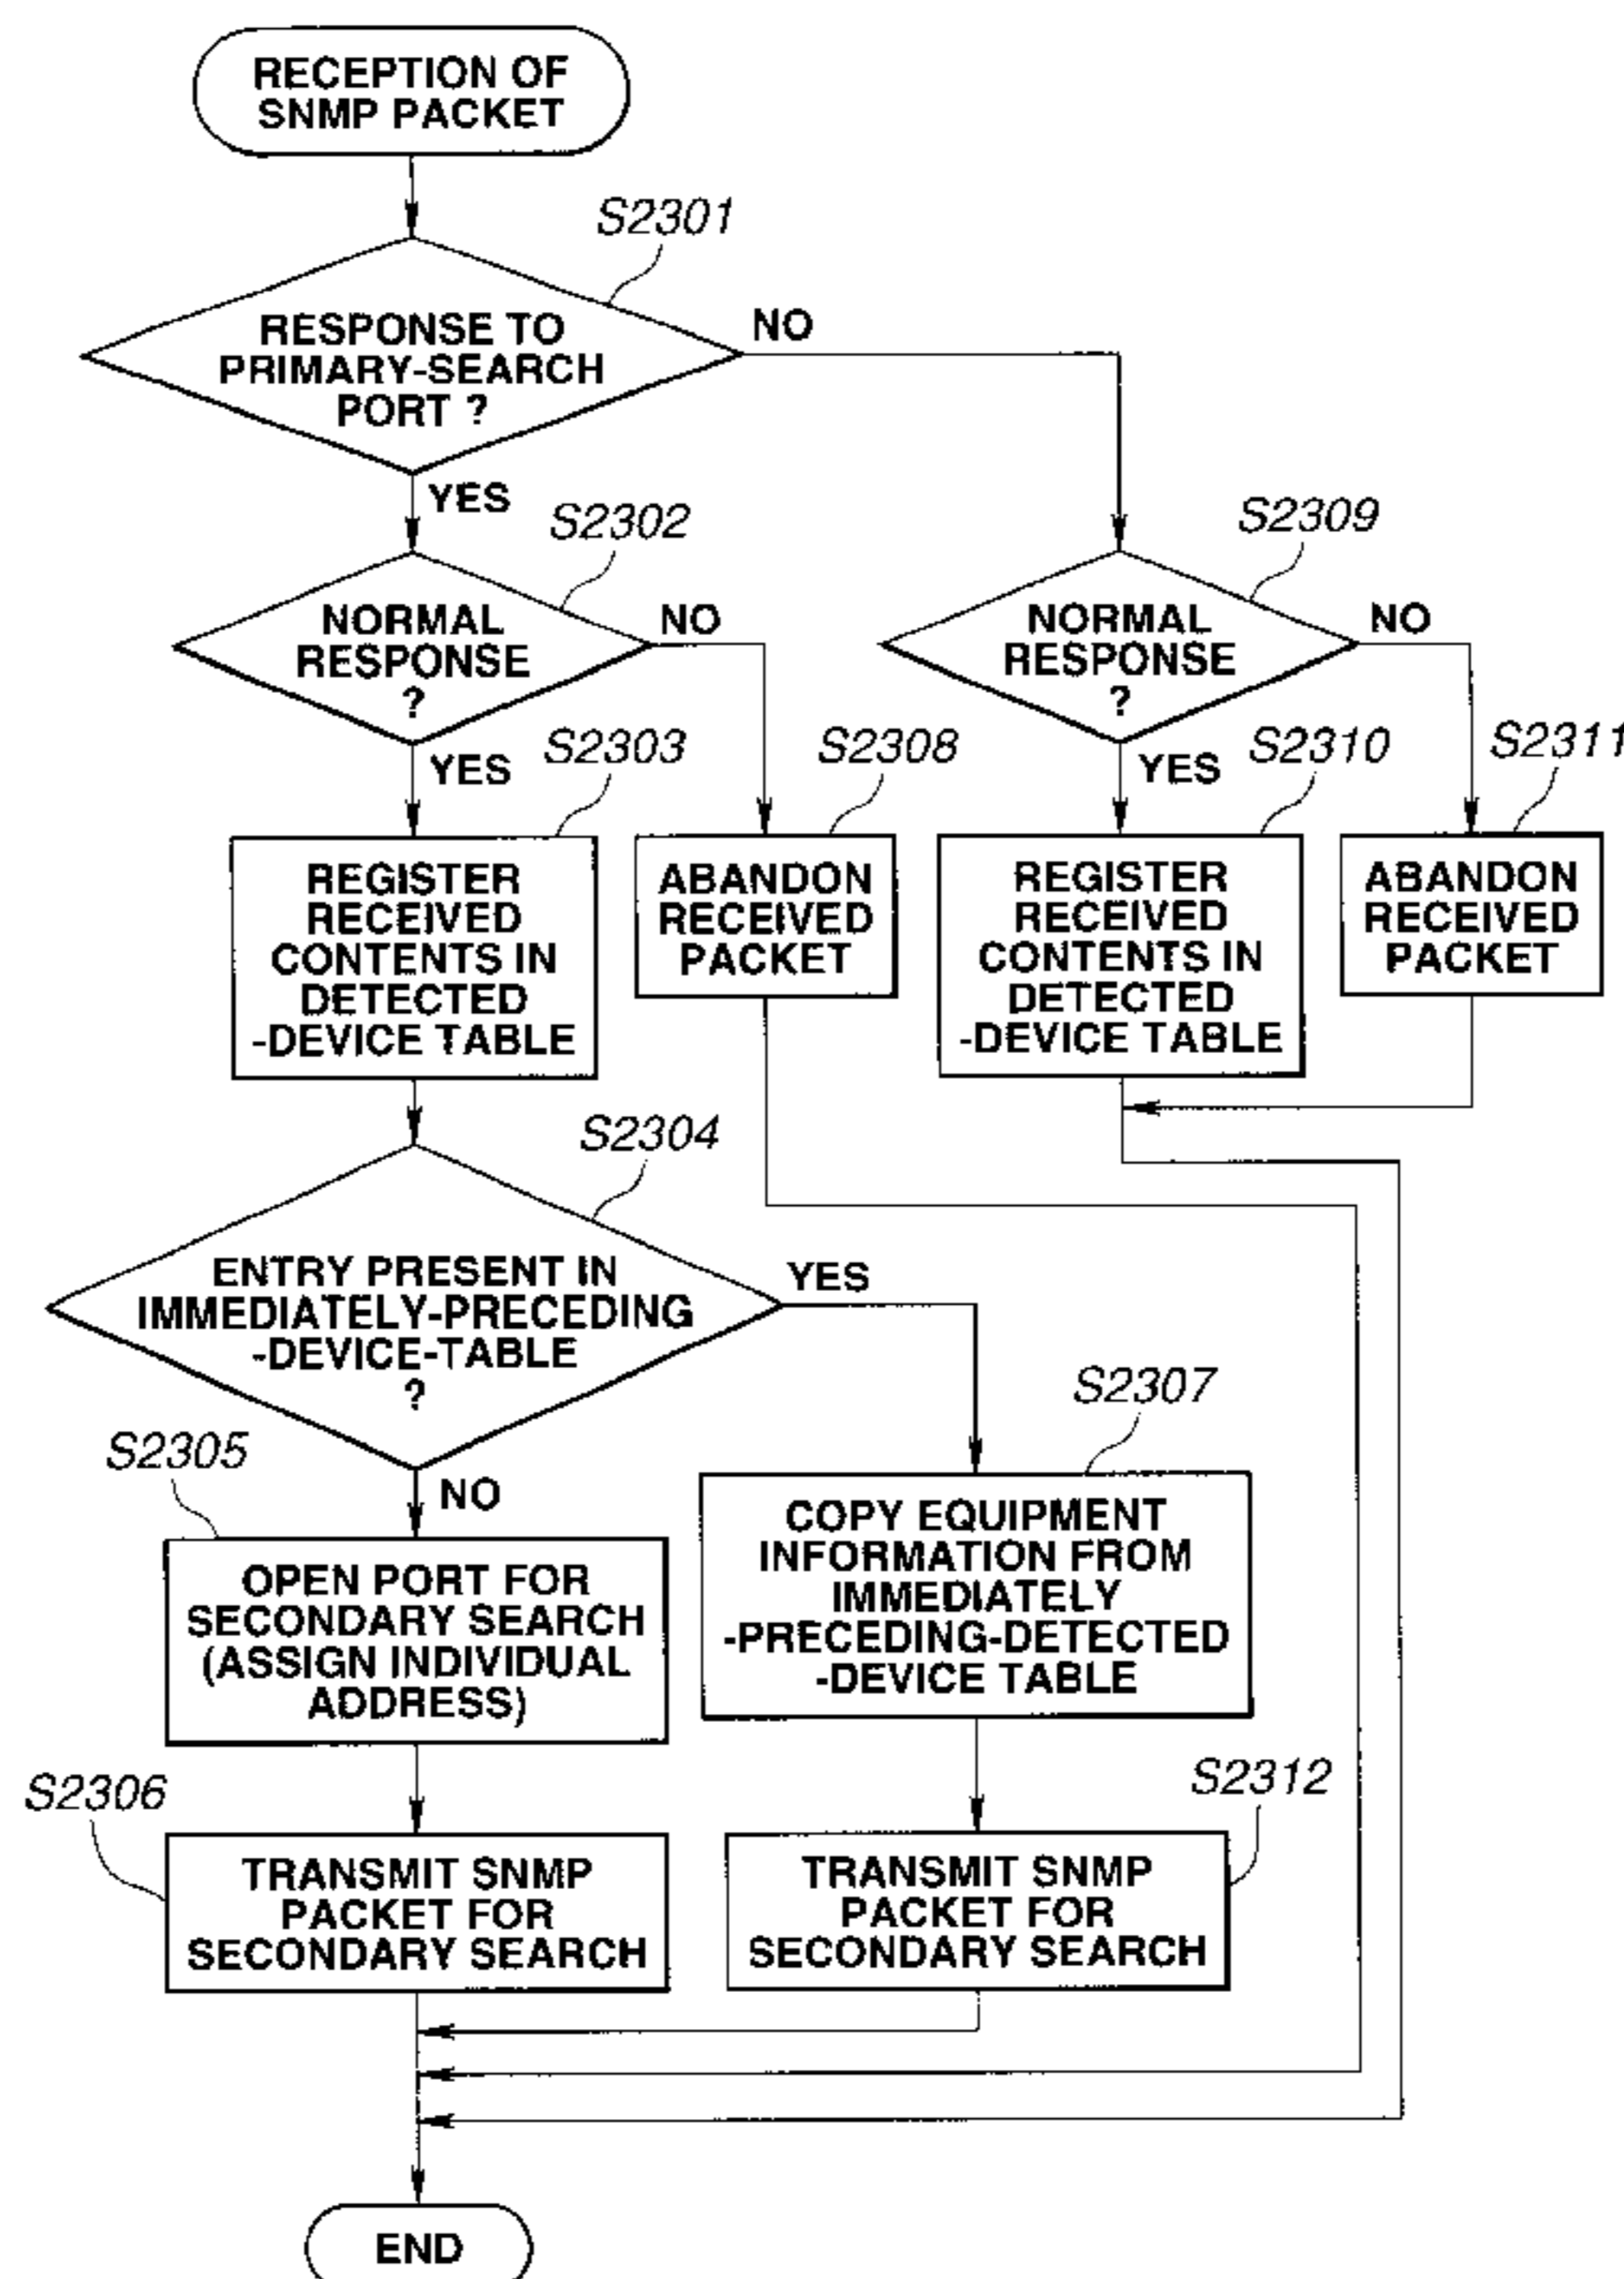 RECEPTION OF
SNMP PACKET
S2301
RESPONSE TO
PRIMARY-SEARCH
PORT ?
NO
YES
S2302
NORMAL
RESPONSE
?
NO
YES
S2309
NORMAL
RESPONSE
?
NO
YES
S2303
REGISTER
RECEIVED
CONTENTS IN
DETECTED
-DEVICE TABLE
S2308
ABANDON
RECEIVED
PACKET
S2310
REGISTER
RECEIVED
CONTENTS IN
DETECTED
-DEVICE TABLE
S2311
ABANDON
RECEIVED
PACKET
S2304
ENTRY PRESENT IN
IMMEDIATELY-PRECEDING
-DEVICE-TABLE
?
YES
NO
S2305
OPEN PORT FOR
SECONDARY SEARCH
(ASSIGN INDIVIDUAL
ADDRESS)
S2307
COPY EQUIPMENT
INFORMATION FROM
IMMEDIATELY
-PRECEDING-DETECTED
-DEVICE TABLE
S2306
TRANSMIT SNMP
PACKET FOR
SECONDARY SEARCH
S2312
TRANSMIT SNMP
PACKET FOR
SECONDARY SEARCH
END